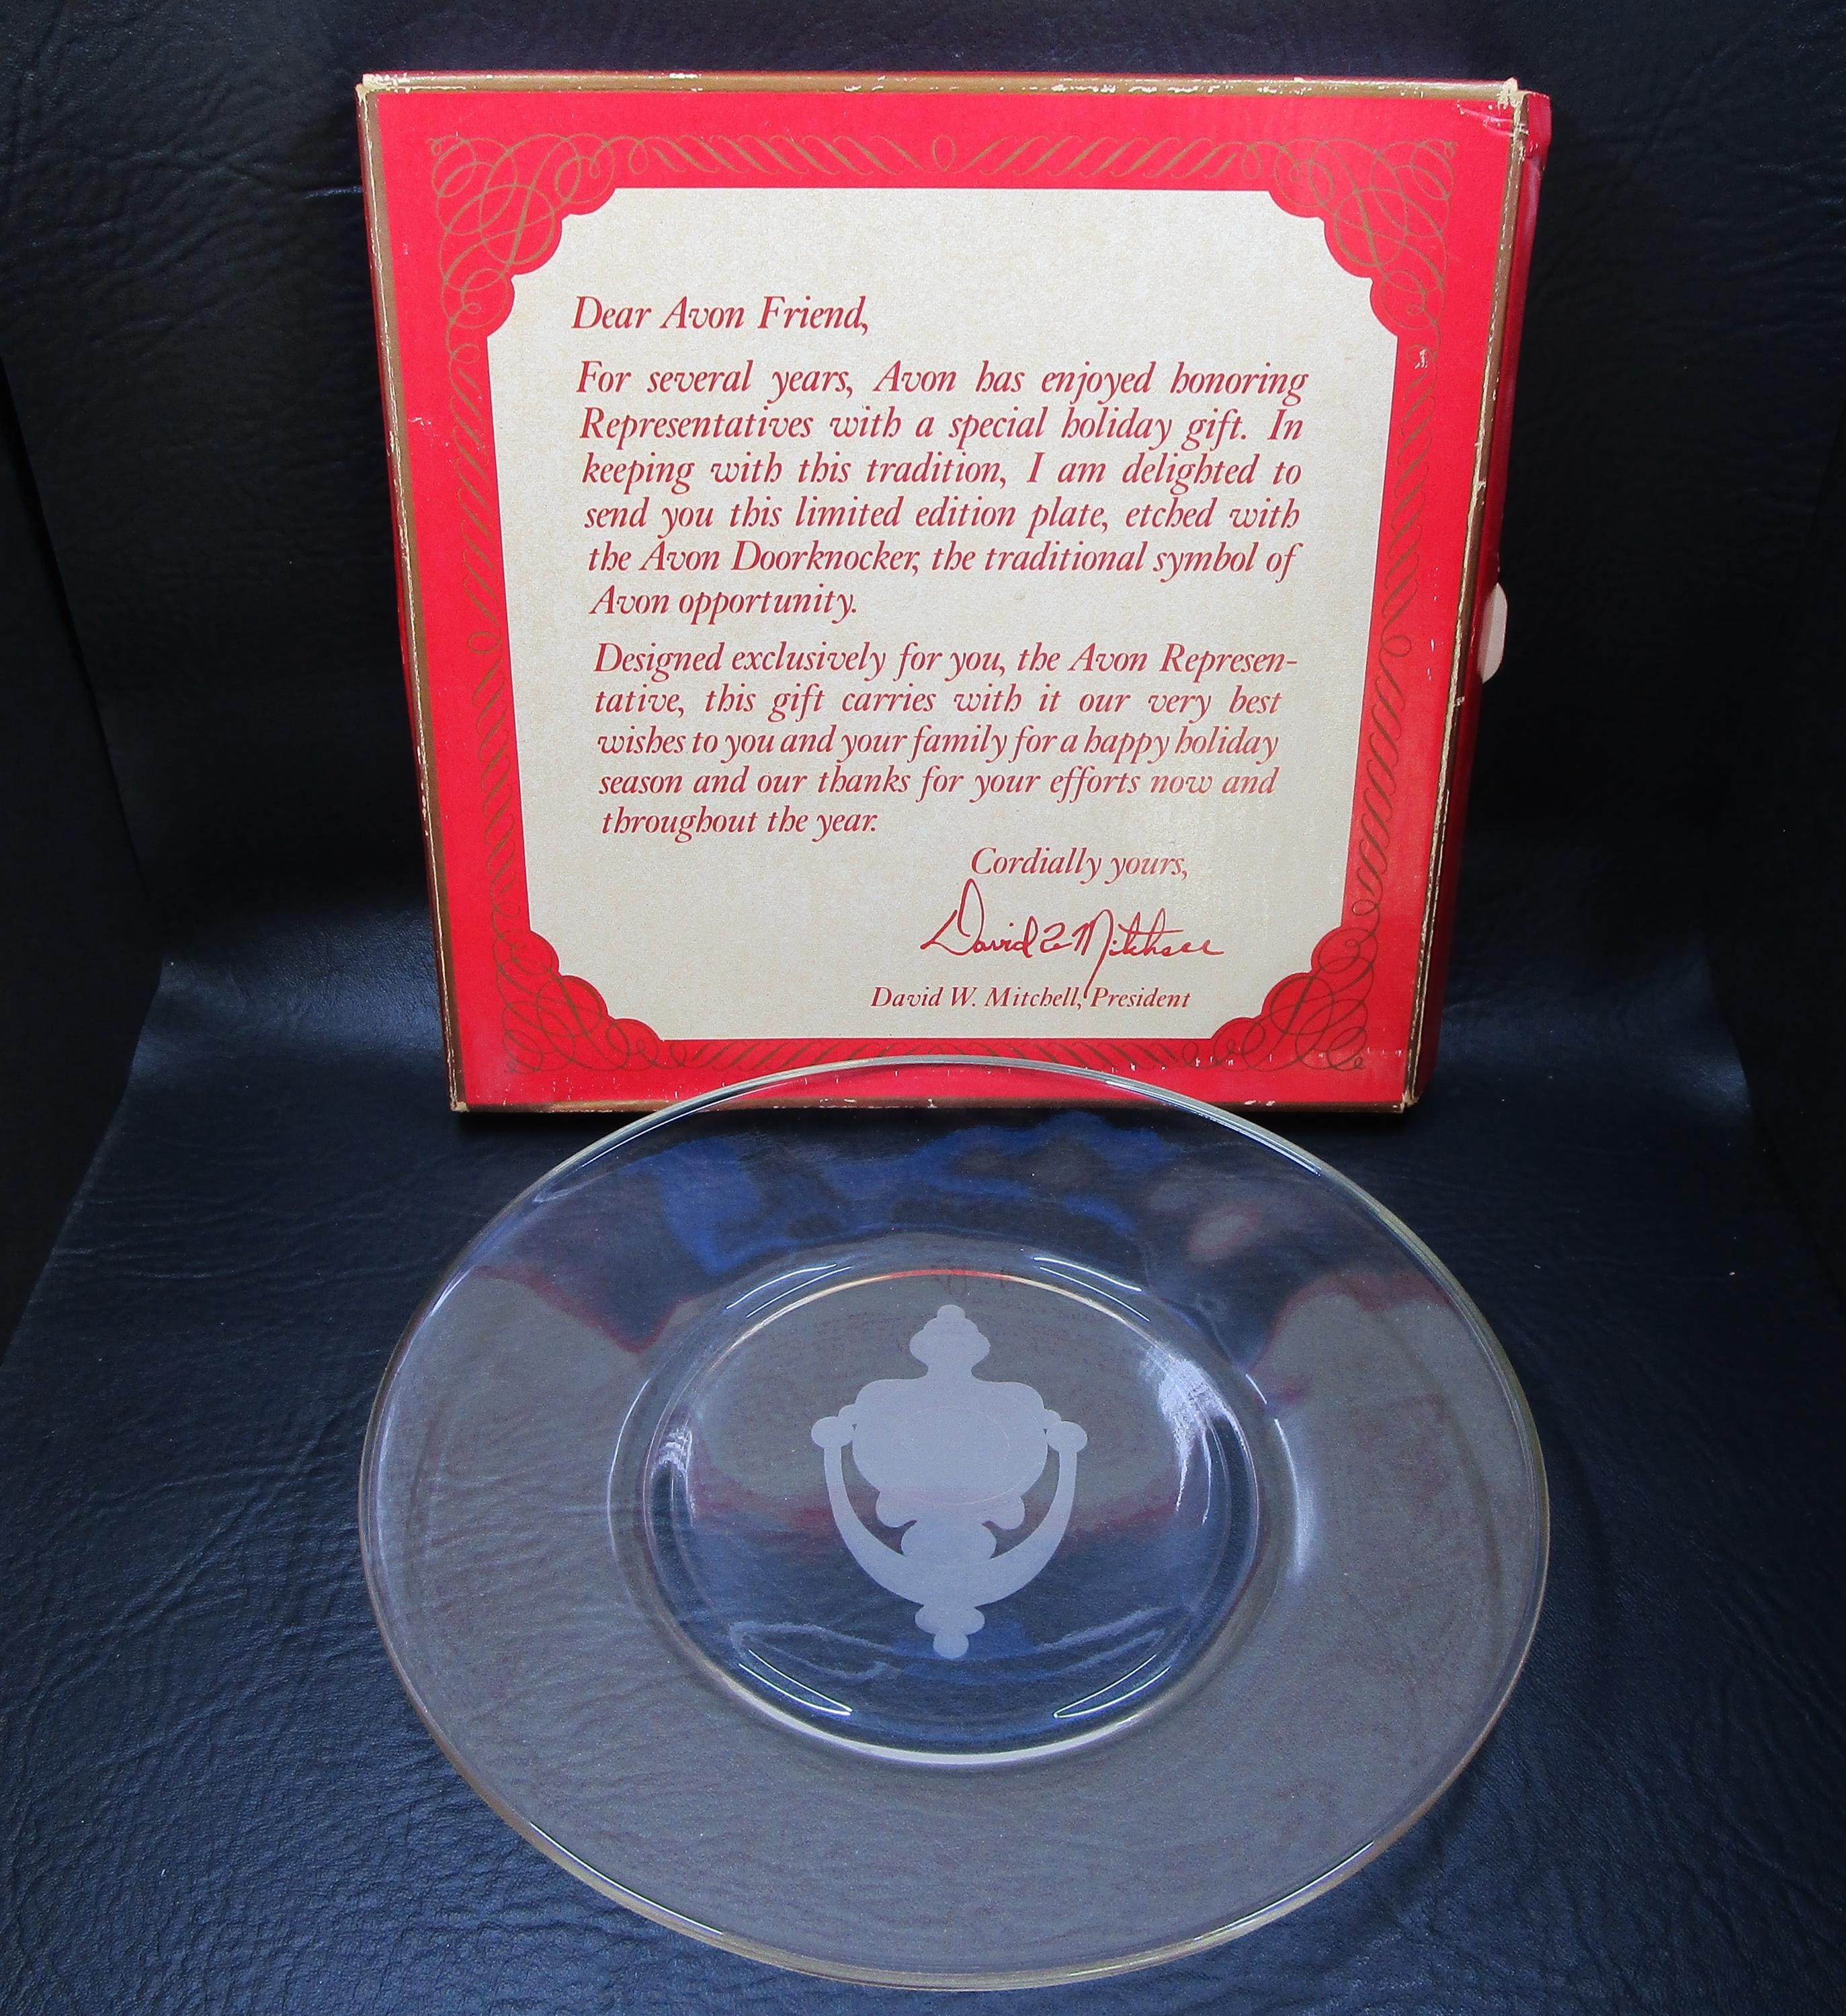 Dear Avon Friend,
For several years, Avon has enjoyed honoring
Representatives with a special holiday gift. In
keeping with this tradition, I am delighted to
send you this limited edition plate, etched with
the Avon Doorknocker, the traditional symbol of
Avon opportunity.
Designed exclusively for you, the Avon Represen-
tative, this gift carries with it our very best
wishes to you and your family for a happy holiday
season and our thanks for your efforts now and
throughout the year.
Cordially yours,
David W Mitchell
David W. Mitchell, President